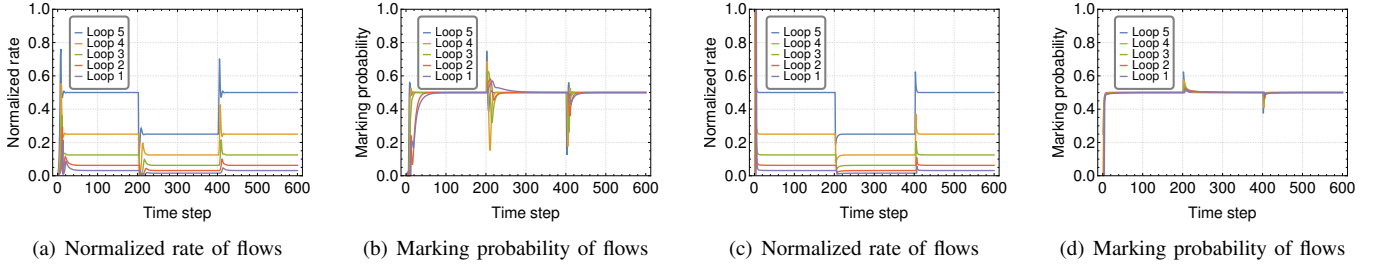 Normalized rate
1.0
0.8
0.6
0.4
0.2
0.0
Loop 5
Loop 4
Loop 3
Loop 2
Loop 1
0 100 200 300 400 500 600
Time step
(a) Normalized rate of flows
Marking probability
1.0
0.8
0.6
0.4
0.2
0.0
Loop 5
Loop 4
Loop 3
Loop 2
Loop 1
0 100 200 300 400 500 600
Time step
(b) Marking probability of flows
Normalized rate
1.0
0.8
0.6
0.4
0.2
0.0
Loop 5
Loop 4
Loop 3
Loop 2
Loop 1
0 100 200 300 400 500 600
Time step
(c) Normalized rate of flows
Marking probability
1.0
0.8
0.6
0.4
0.2
0.0
Loop 5
Loop 4
Loop 3
Loop 2
Loop 1
0 100 200 300 400 500 600
Time step
(d) Marking probability of flows